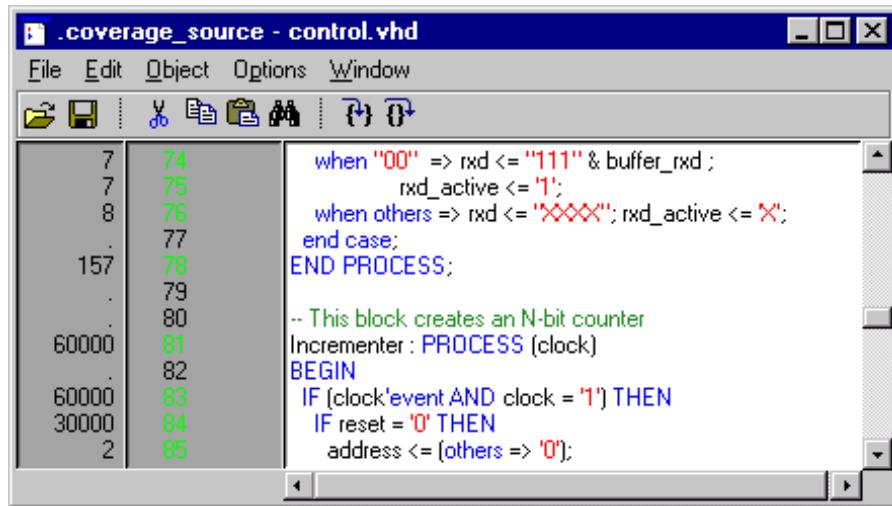 .coverage_source - control.vhd
File Edit Object Options Window
7 74 when "00" => rxd <= "111" & buffer_rxd ;
7 75 rxd_active <= '1';
8 76 when others => rxd <= "XXXX"; rxd_active <= 'X';
. 77 end case;
157 78 END PROCESS;
. 79
. 80 -- This block creates an N-bit counter
60000 81 Incrementer : PROCESS (clock)
. 82 BEGIN
60000 83 IF (clock'event AND clock = '1') THEN
30000 84 IF reset = '0' THEN
2 85 address <= (others => '0');